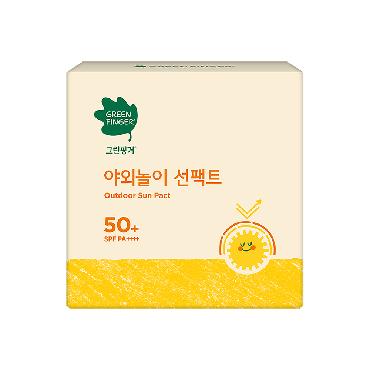 GREEN
FINGER
그린핑거
야외놀이 선팩트
Outdoor Sun Pact
50+
SPF PA++++